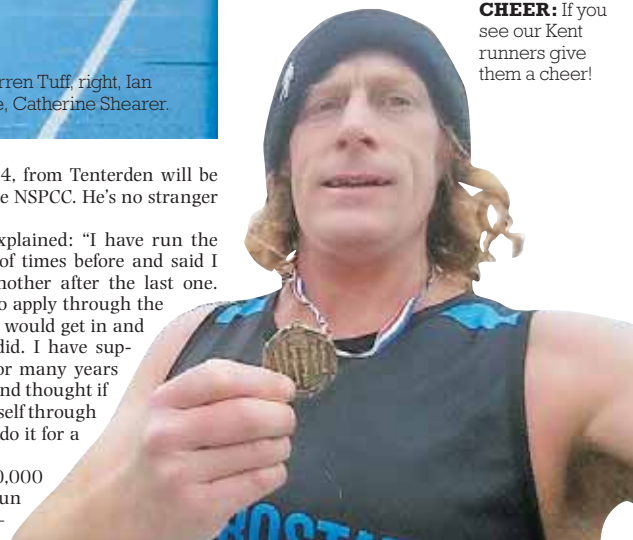 CHEER: If you
see our Kent
runners give
them a cheer!
rren Tuff, right, Ian
e, Catherine Shearer.
4, from Tenterden will be
e NSPCC. He's no stranger
xplained: “I have run the
of times before and said I
nother after the last one.
o apply through the
would get in and
did. I have sup-
or many years
nd thought if
self through
do it for a
0,000
un
-